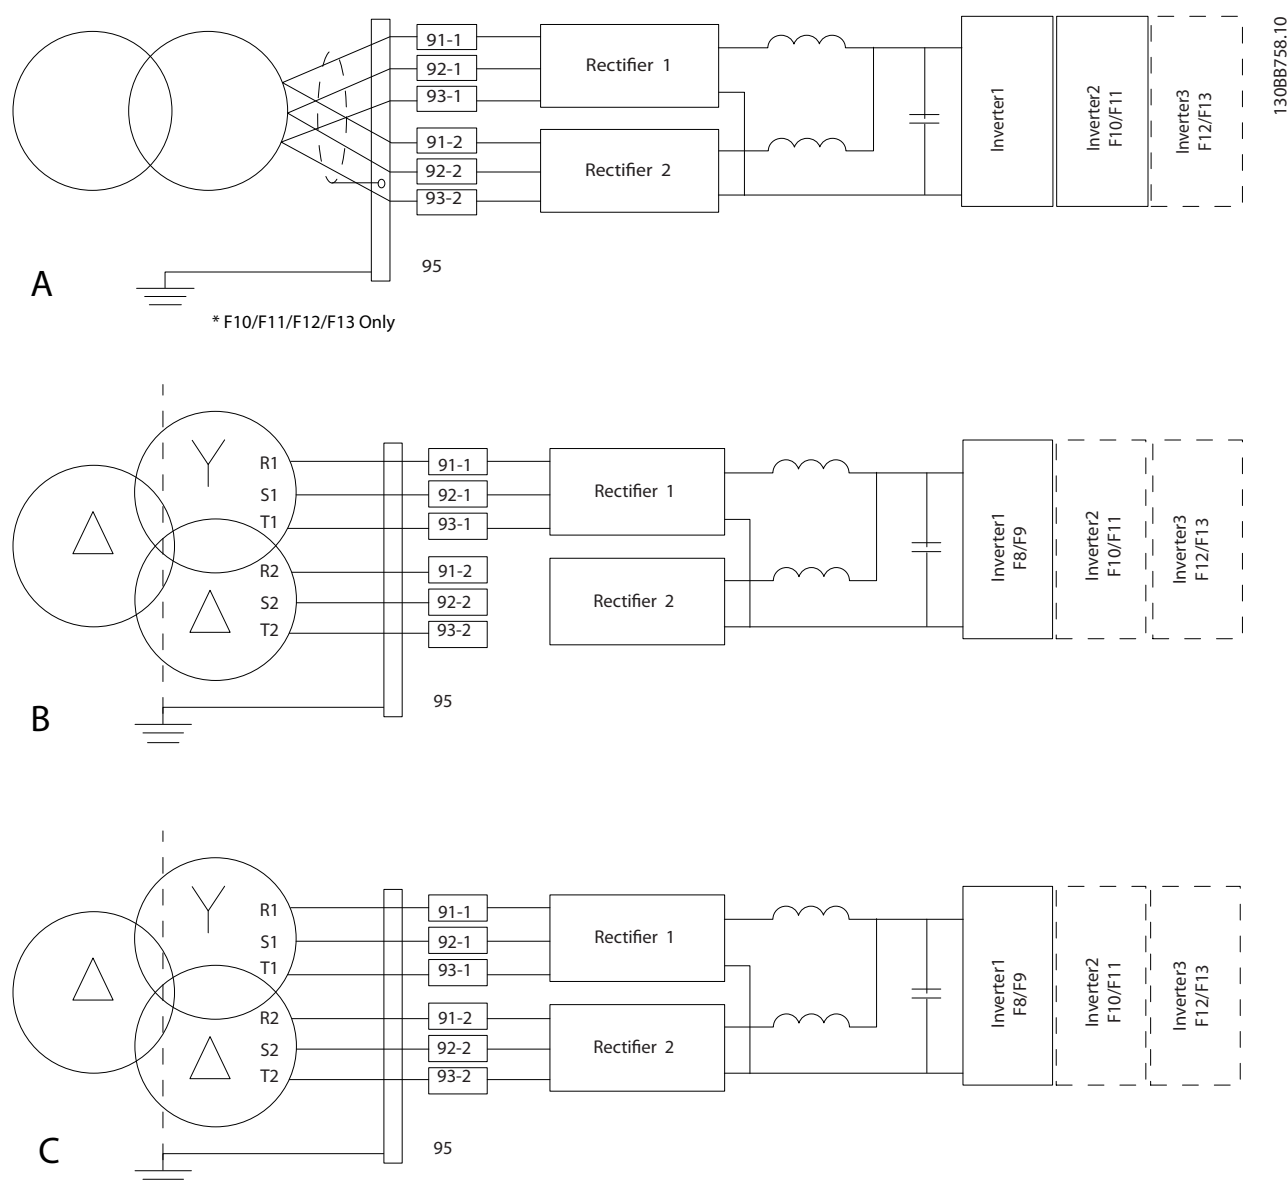 130BB758.10
91-1
92-1
93-1
91-2
92-2
93-2
Rectifier 1
Rectifier 2
Inverter1
Inverter2
F10/F11
Inverter3
F12/F13
95
A
* F10/F11/F12/F13 Only
R1
S1
T1
R2
S2
T2
91-1
92-1
93-1
91-2
92-2
93-2
Rectifier 1
Rectifier 2
Inverter1
F8/F9
Inverter2
F10/F11
Inverter3
F12/F13
95
B
R1
S1
T1
R2
S2
T2
91-1
92-1
93-1
91-2
92-2
93-2
Rectifier 1
Rectifier 2
Inverter1
F8/F9
Inverter2
F10/F11
Inverter3
F12/F13
95
C